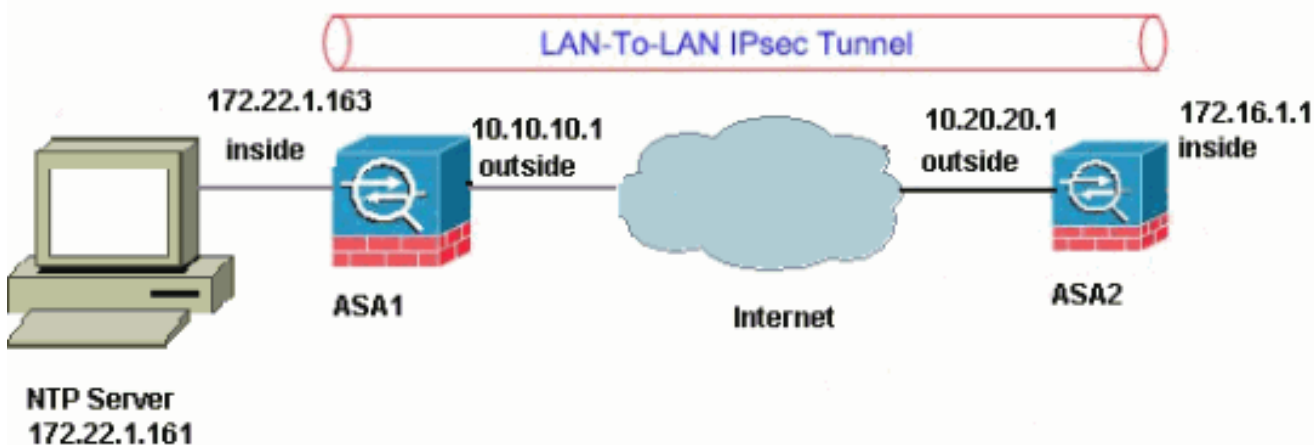 LAN-To-LAN IPsec Tunnel
172.22.1.163
inside
10.10.10.1
outside
10.20.20.1
outside
172.16.1.1
inside
ASA1
Internet
ASA2
NTP Server
172.22.1.161